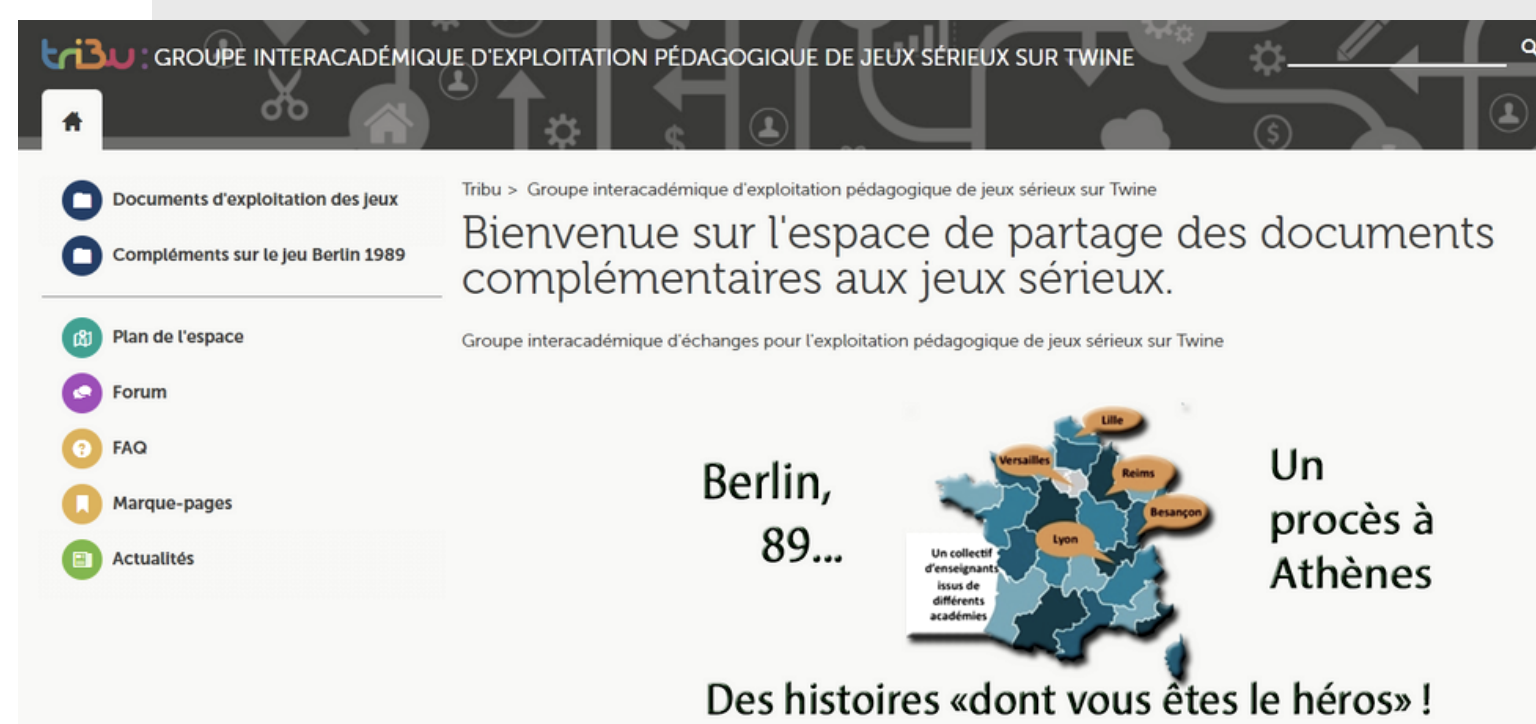 tri3u : GROUPE INTERACADÉMIQUE D'EXPLOITATION PÉDAGOGIQUE DE JEUX SÉRIEUX SUR TWINE
Documents d'exploitation des jeux
Compléments sur le jeu Berlin 1989
Plan de l'espace
Forum
FAQ
Marque-pages
Actualités
Tribu > Groupe interacadémique d'exploitation pédagogique de jeux sérieux sur Twine
Bienvenue sur l'espace de partage des documents
complémentaires aux jeux sérieux.
Groupe interacadémique d'échanges pour l'exploitation pédagogique de jeux sérieux sur Twine
Berlin,
89...
Lille
Versailles
Reims
Besançon
Lyon
Un collectif
d'enseignants
issus de
différents
académies
Un
procès à
Athènes
Des histoires «dont vous êtes le héros» !